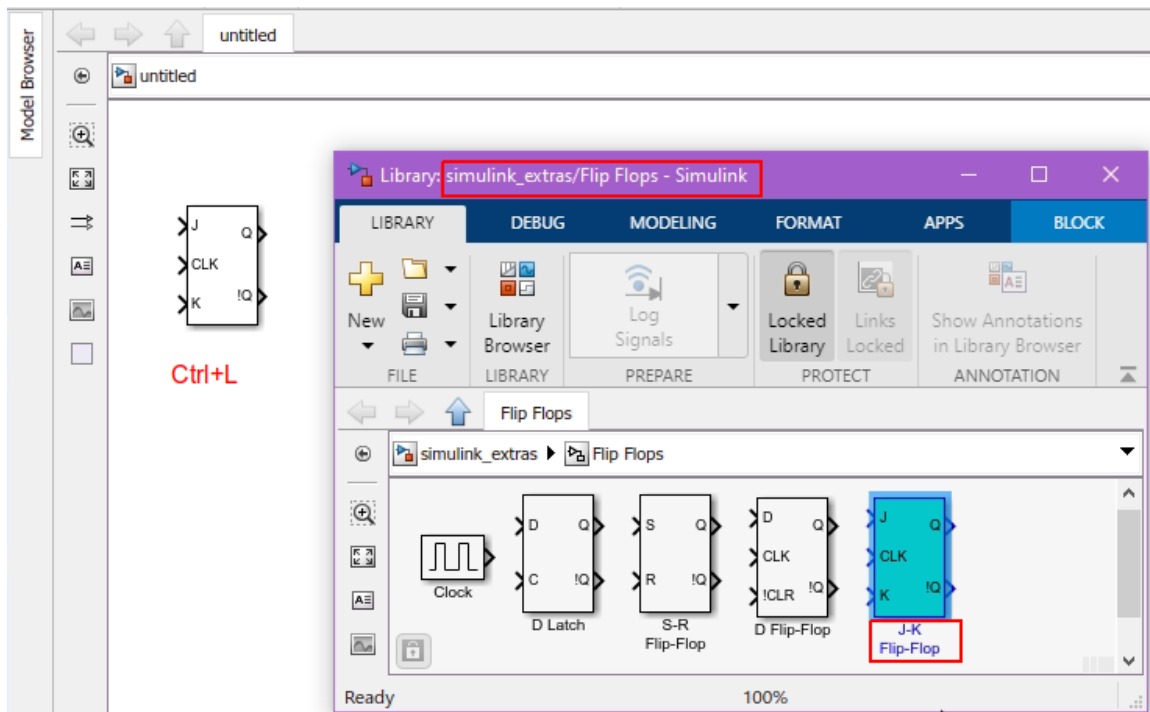 Model Browser
untitled
untitled
J
Q
CLK
K
!Q
Ctrl+L
Library: simulink_extras/Flip Flops - Simulink
LIBRARY DEBUG MODELING FORMAT APPS BLOCK
New
Library
Browser
Log
Signals
Locked
Library
Links
Locked
Show Annotations
in Library Browser
FILE LIBRARY PREPARE PROTECT ANNOTATION
Flip Flops
simulink_extras Flip Flops
Clock
D Q
C !Q
D Latch
S Q
R !Q
S-R
Flip-Flop
D Q
CLK
!CLR !Q
D Flip-Flop
J Q
CLK
K !Q
J-K
Flip-Flop
Ready 100%